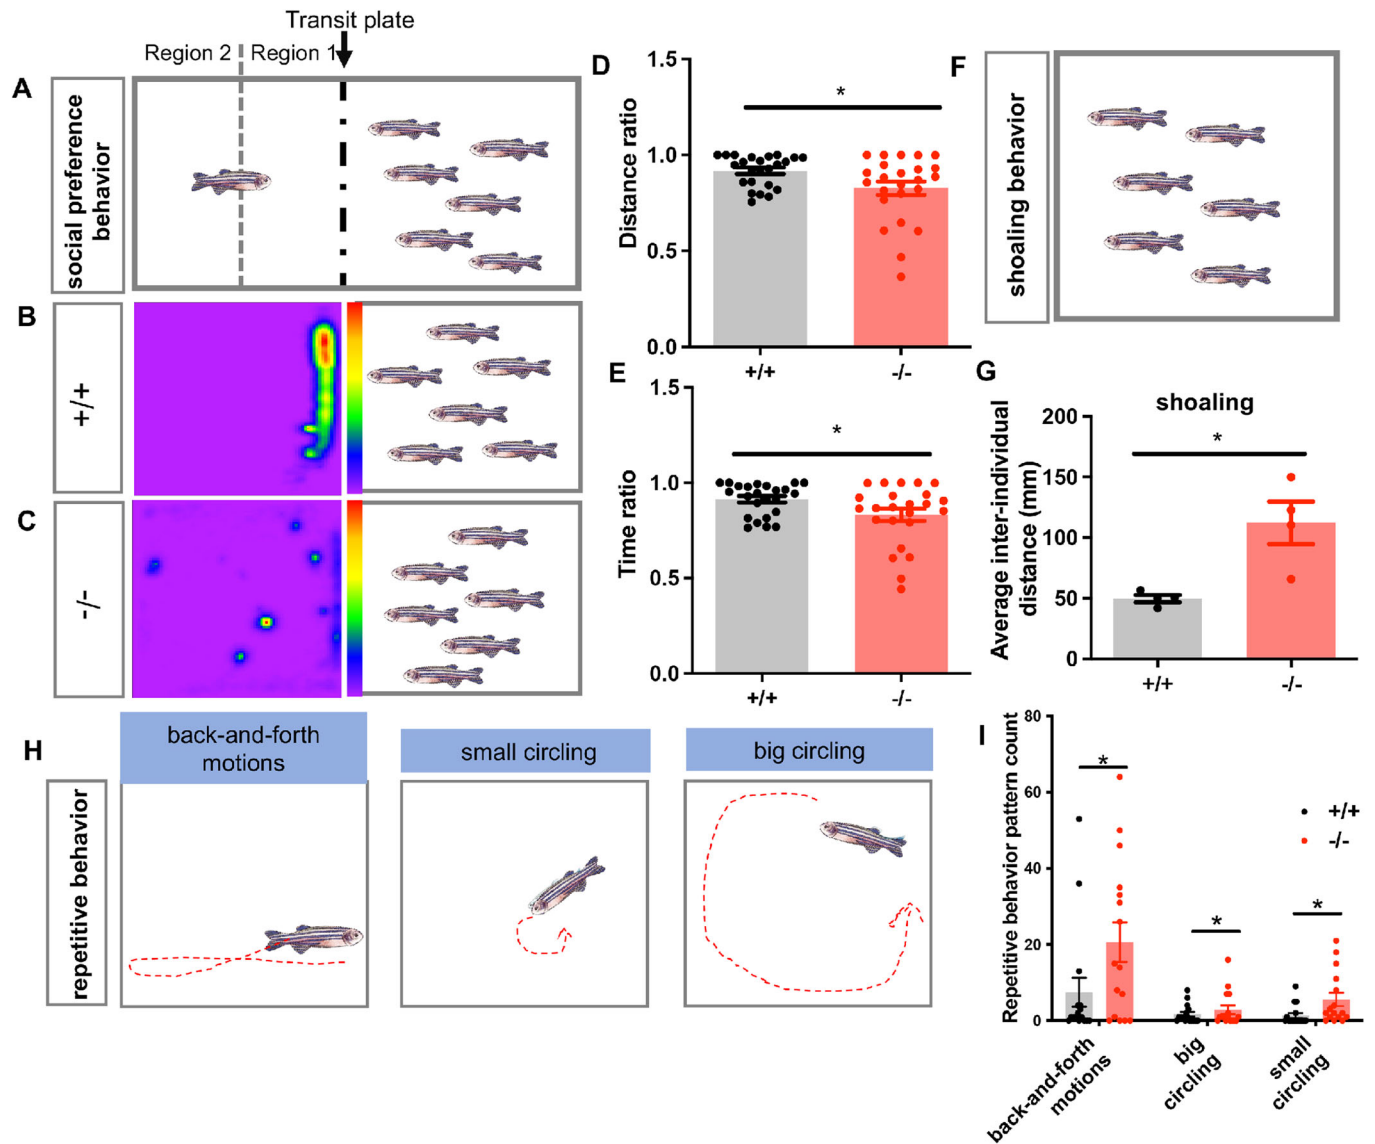 Transit plate
Region 2
Region 1
A
social preference
behavior
B
+/+
C
-/-
D
Distance ratio
1.5
1.0
0.5
0.0
*
+/+
-/-
E
Time ratio
1.5
1.0
0.5
0.0
*
+/+
-/-
F
shoaling behavior
G
shoaling
Average inter-individual
distance (mm)
200
150
100
50
0
*
+/+
-/-
H
repetitive behavior
back-and-forth
motions
small circling
big circling
I
Repetitive behavior pattern count
80
60
40
20
0
*
*
*
+/+
-/-
back-and-forth
motions
big
circling
small
circling